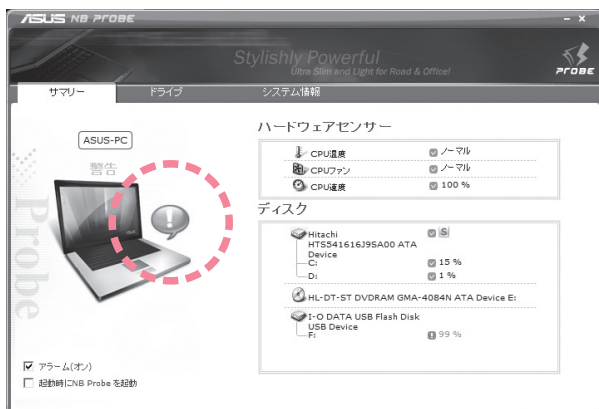 ASUS NB PROBE
Stylishly Powerful
Ultra Slim and Light for Road & Office!
PROBE
サマリー
ドライブ
システム情報
ASUS-PC
警告
Probe
ハードウェアセンサー
CPU温度 ノーマル
CPUファン ノーマル
CPU速度 100 %
ディスク
Hitachi S
HTS541616J9SA00 ATA
Device
C: 15 %
D: 1 %
HL-DT-ST DVDRAM GMA-4084N ATA Device E:
I-O DATA USB Flash Disk
USB Device
F: 99 %
アラーム(オン)
起動時にNB Probe を起動